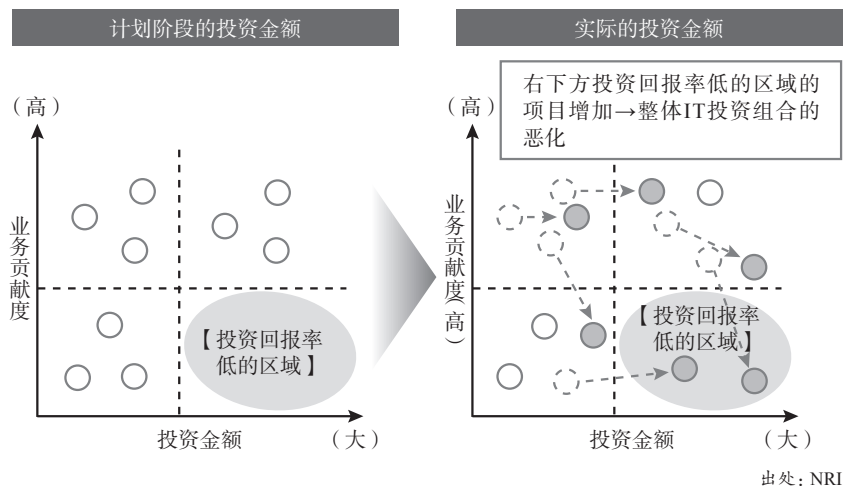 计划阶段的投资金额
（高）
业务贡献度
【投资回报率
低的区域】
投资金额
（大）
实际的投资金额
右下方投资回报率低的区域的
项目增加→整体IT投资组合的
恶化
（高）
业务贡献度（高）
【投资回报率
低的区域】
投资金额
（大）
出处：NRI